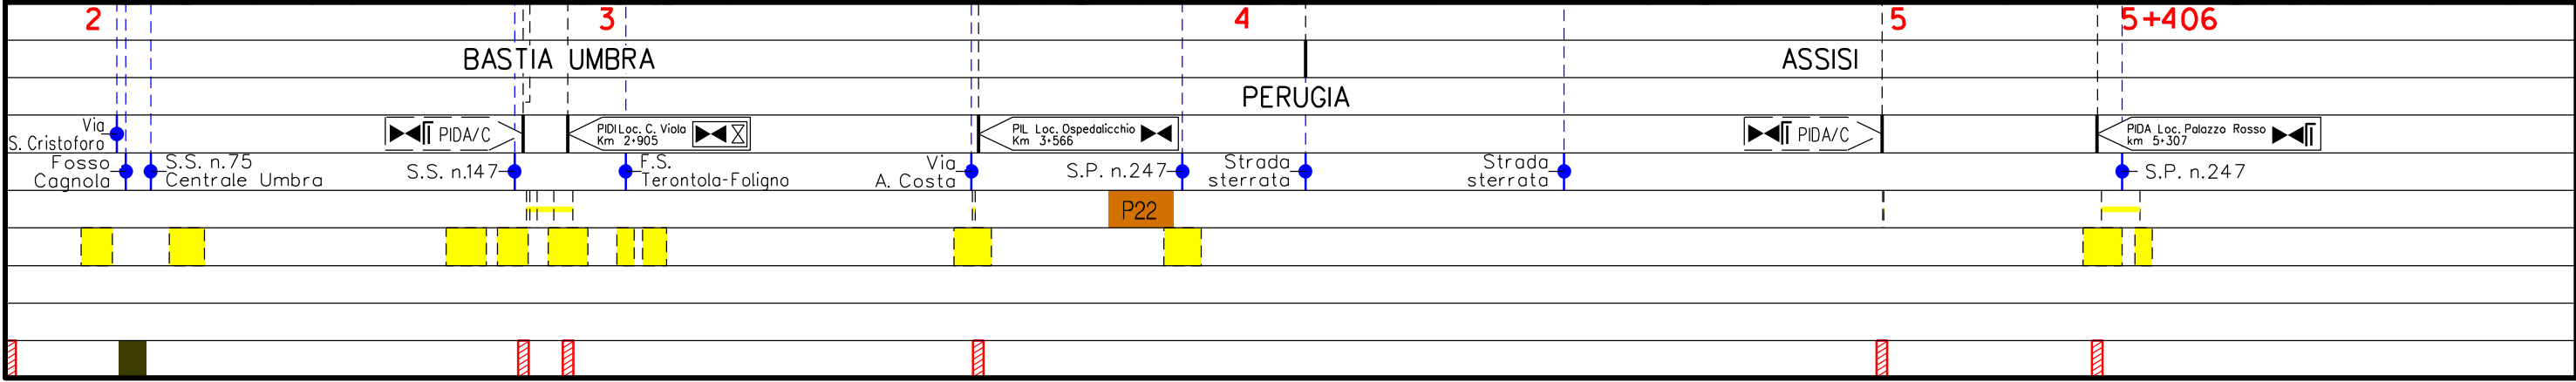 2 3 4 5 5+406
BASTIA UMBRA ASSISI
PERUGIA
Via
S. Cristoforo
PIDA/C
PIDI Loc. C. Viola
Km 2+905
PIL Loc. Ospedalicchio
Km 3+566
PIDA/C
PIDA Loc. Palazzo Rosso
km 5+307
Fosso
Cagnola
S.S. n.75
Centrale Umbra
S.S. n.147
F.S.
Terontola-Foligno
Via
A. Costa
S.P. n.247
Strada
sterrata
Strada
sterrata
S.P. n.247
P22